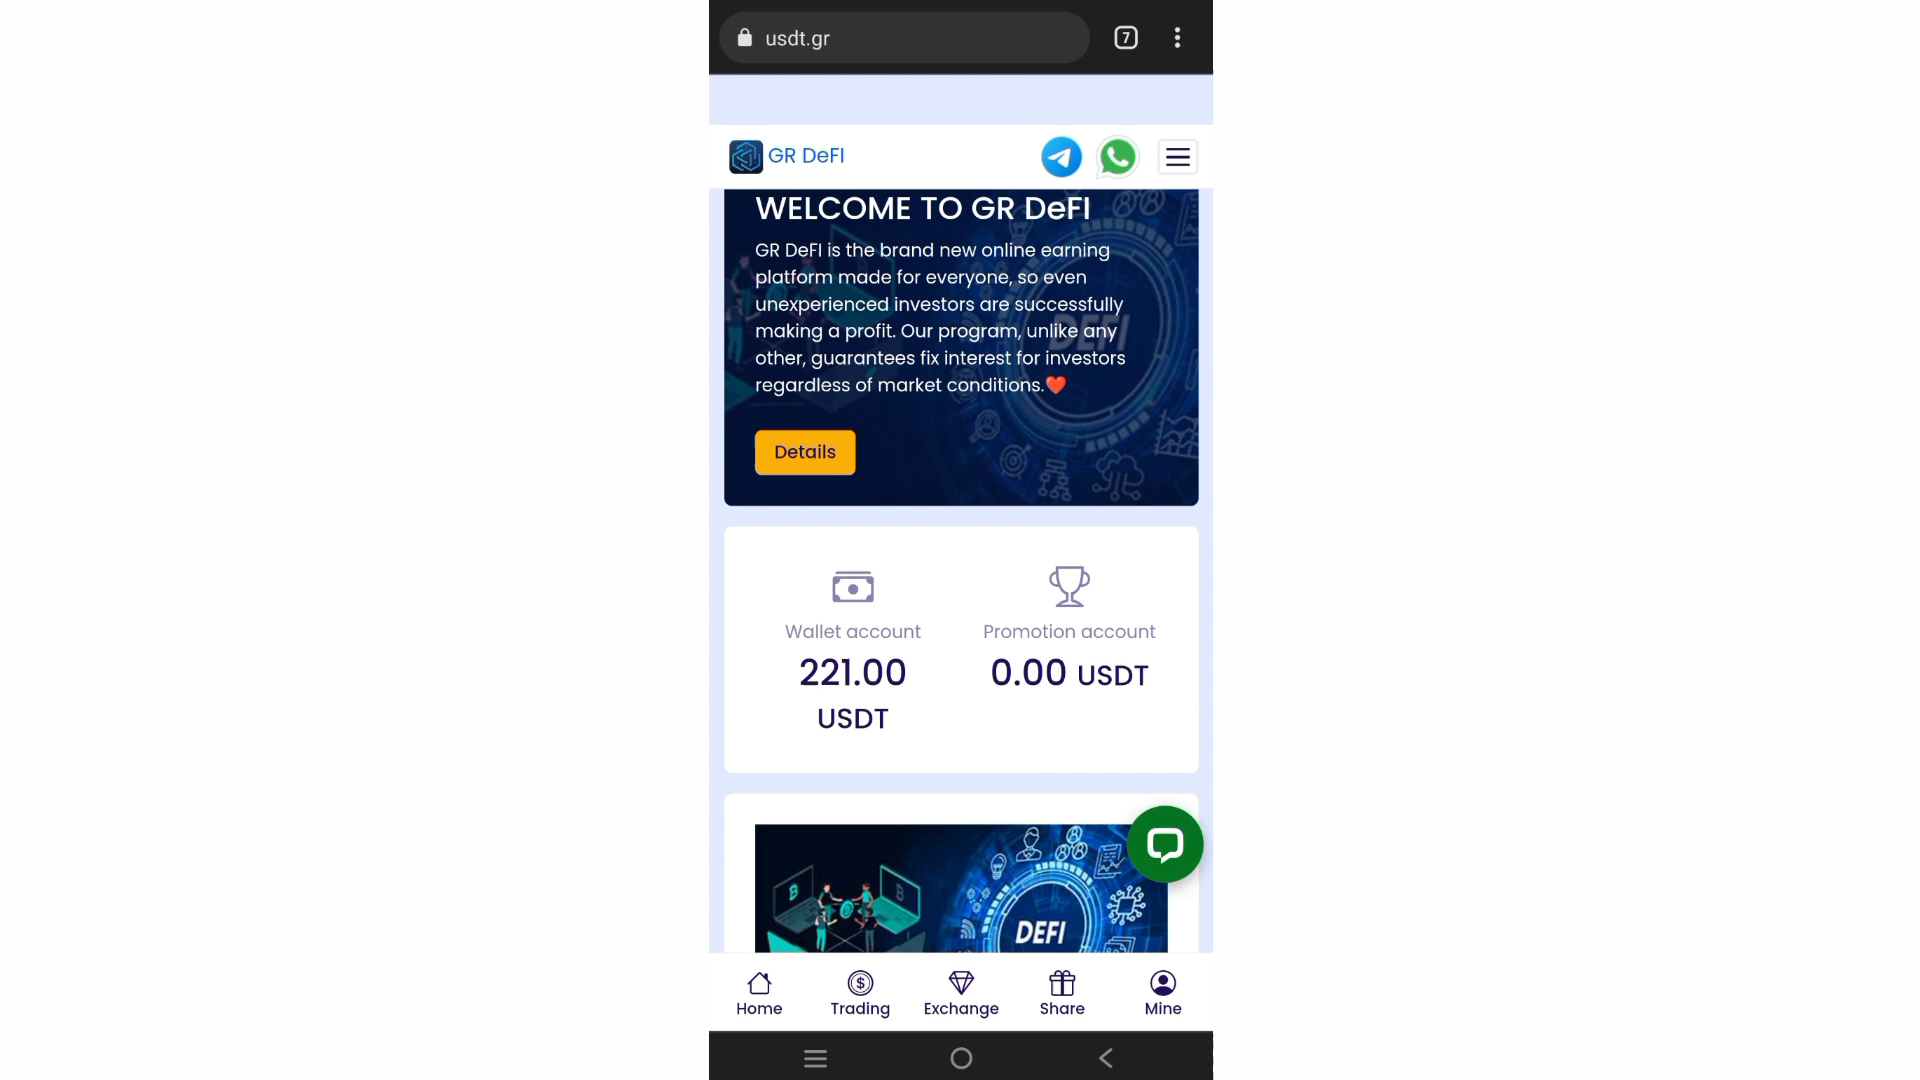 usdt.gr
7
GR DeFI
WELCOME TO GR DeFI
GR DeFI is the brand new online earning
platform made for everyone, so even
unexperienced investors are successfully
making a profit. Our program, unlike any
other, guarantees fix interest for investors
regardless of market conditions.❤️
DEFI
Details
Wallet account
221.00
USDT
Promotion account
0.00 USDT
DEFI
Home
Trading
Exchange
Share
Mine